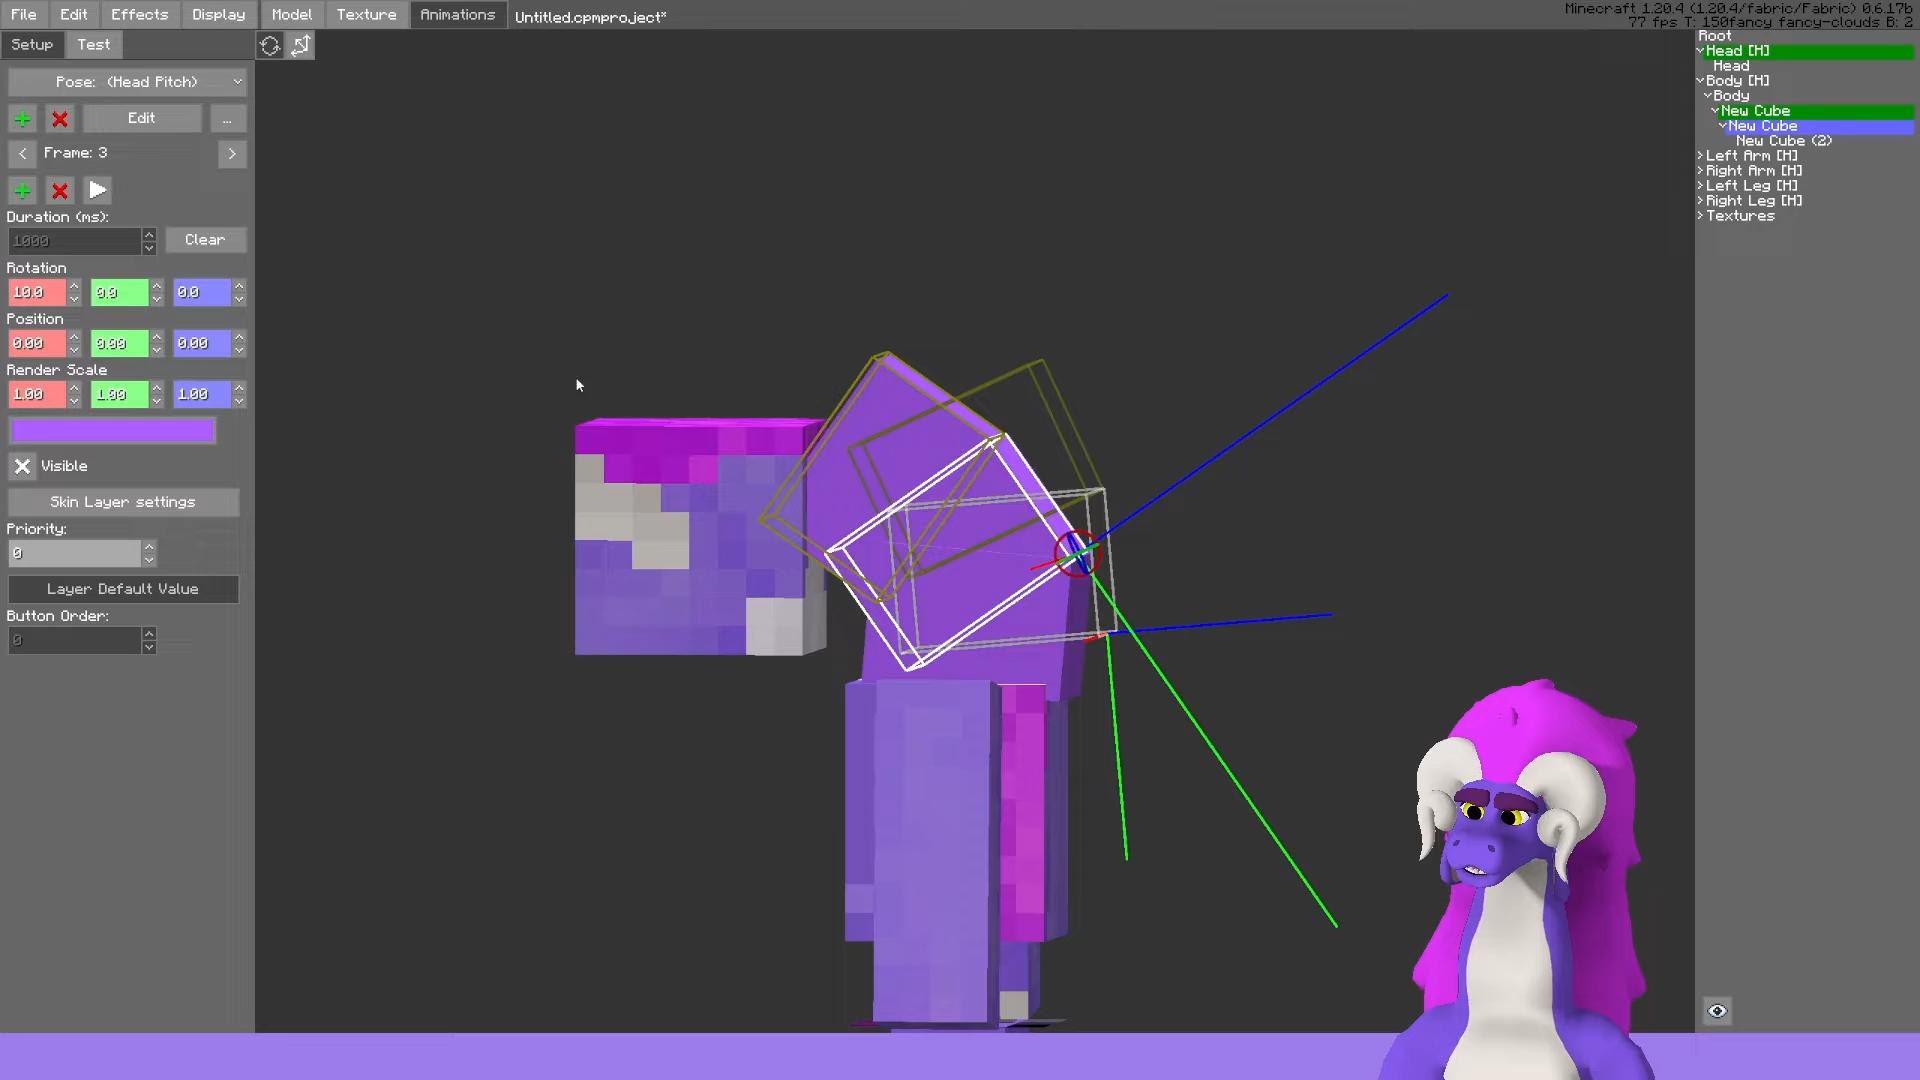 File Edit Effects Display Model Texture Animations Untitled.cpmproject*
Minecraft 1.20.4 (1.20.4/fabric/Fabric) 0.6.17b
77 fps T: 150fancy fancy-clouds B: 2
Setup Test
Pose: (Head Pitch)
Edit ...
Frame: 3
Duration (ms):
1000 Clear
Rotation
10.0 0.0 0.0
Position
0.00 0.00 0.00
Render Scale
1.00 1.00 1.00
Visible
Skin Layer settings
Priority:
0
Layer Default Value
Button Order:
0
Root
Head [H]
Head
Body [H]
Body
New Cube
New Cube
New Cube (2)
Left Arm [H]
Right Arm [H]
Left Leg [H]
Right Leg [H]
Textures